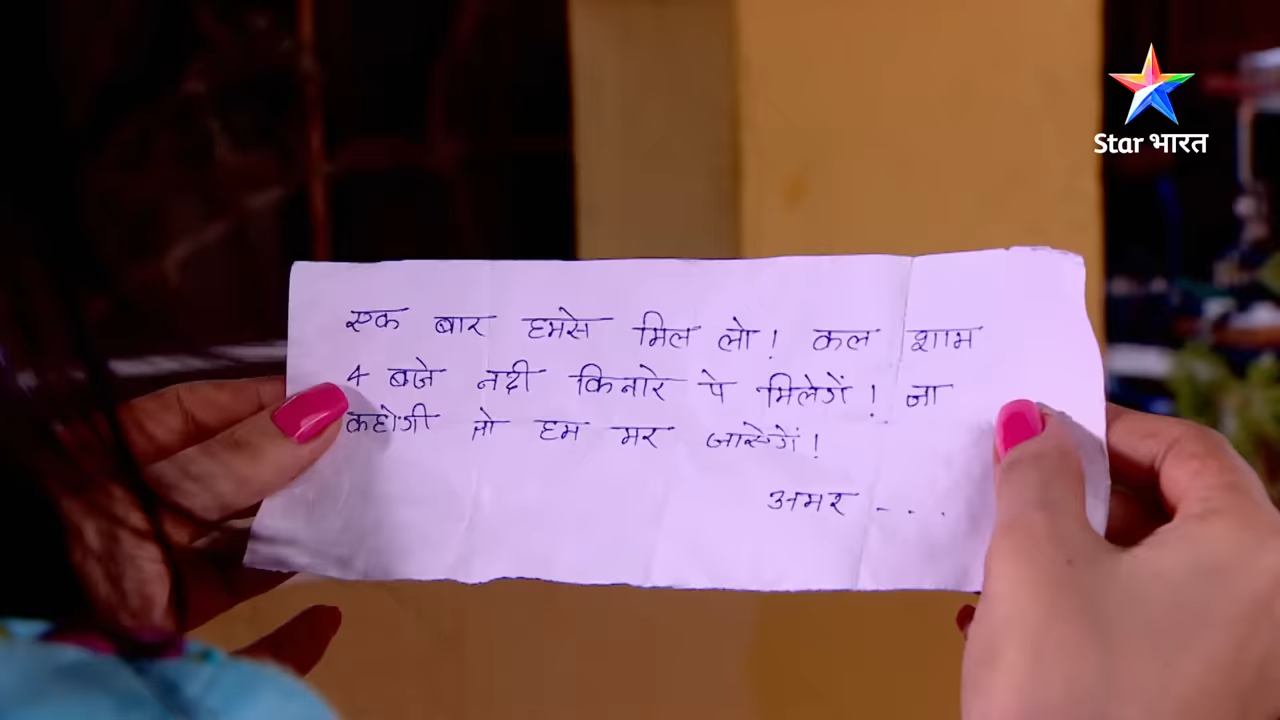 Star भारत
एक बार हमसे मिल लो! कल शाम
4 बजे नदी किनारे पे मिलेगें! ना
कहोगी तो हम मर जाएेगें!
अमर - . . .